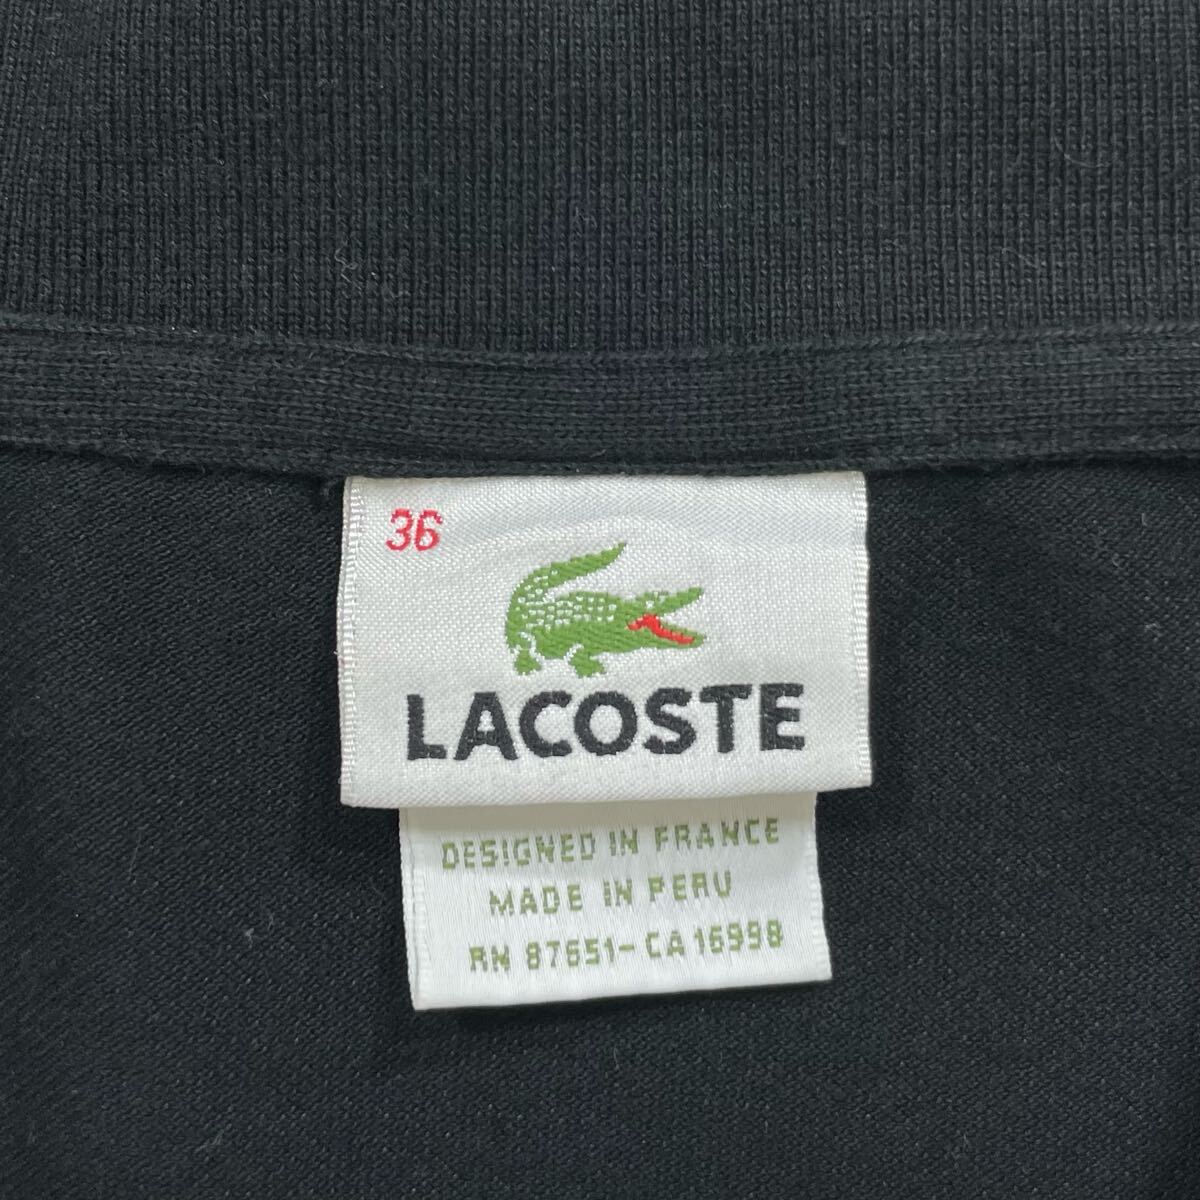 36
LACOSTE
DESIGNED IN FRANCE
MADE IN PERU
RN 87651-CA 16998